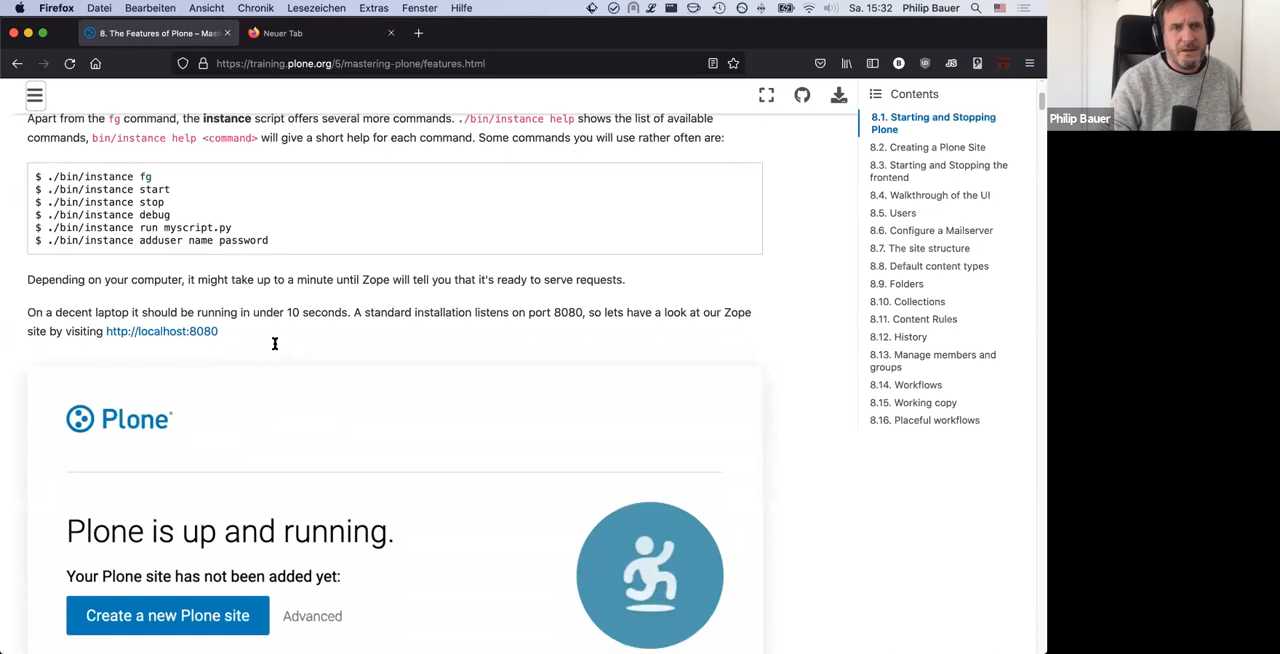 Firefox Datei Bearbeiten Ansicht Chronik Lesezeichen Extras Fenster Hilfe Sa. 15:32 Philip Bauer
8. The Features of Plone – Mast
Neuer Tab
https://training.plone.org/5/mastering-plone/features.html
Philip Bauer
Apart from the fg command, the instance script offers several more commands. ./bin/instance help shows the list of available
commands, bin/instance help <command> will give a short help for each command. Some commands you will use rather often are:
$ ./bin/instance fg
$ ./bin/instance start
$ ./bin/instance stop
$ ./bin/instance debug
$ ./bin/instance run myscript.py
$ ./bin/instance adduser name password
Depending on your computer, it might take up to a minute until Zope will tell you that it's ready to serve requests.
On a decent laptop it should be running in under 10 seconds. A standard installation listens on port 8080, so lets have a look at our Zope
site by visiting http://localhost:8080
Plone
Plone is up and running.
Your Plone site has not been added yet:
Create a new Plone site
Advanced
Contents
8.1. Starting and Stopping
Plone
8.2. Creating a Plone Site
8.3. Starting and Stopping the
frontend
8.4. Walkthrough of the UI
8.5. Users
8.6. Configure a Mailserver
8.7. The site structure
8.8. Default content types
8.9. Folders
8.10. Collections
8.11. Content Rules
8.12. History
8.13. Manage members and
groups
8.14. Workflows
8.15. Working copy
8.16. Placeful workflows